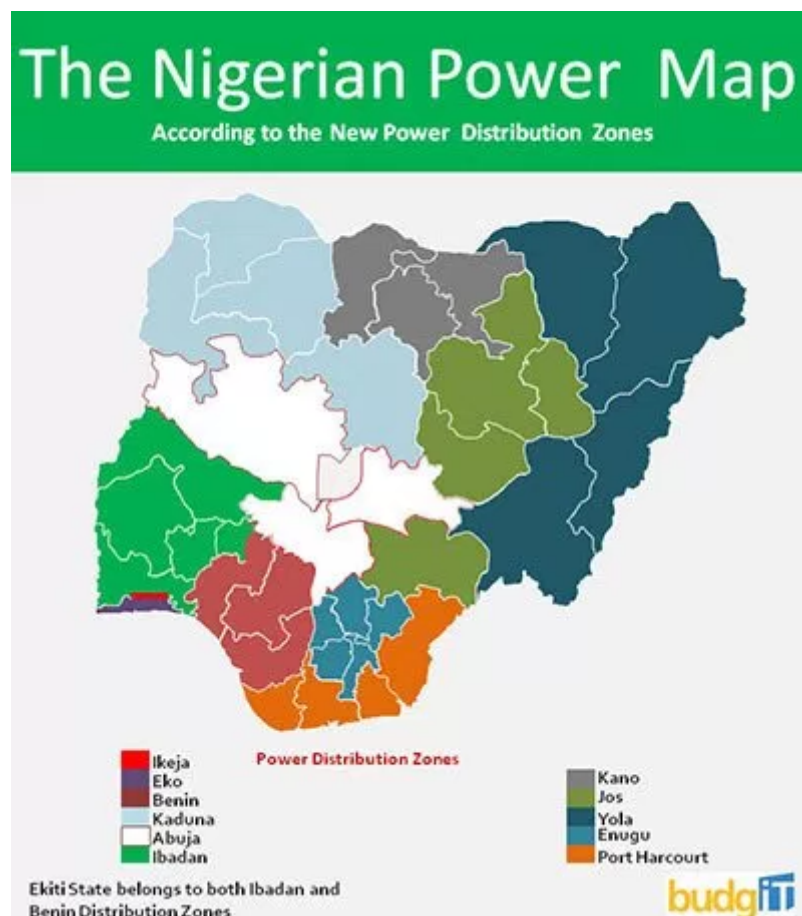 The Nigerian Power Map
According to the New Power Distribution Zones
Power Distribution Zones
Ikeja
Eko
Benin
Kaduna
Abuja
Ibadan
Kano
Jos
Yola
Enugu
Port Harcourt
Ekiti State belongs to both Ibadan and
Benin Distribution Zones
budgIT